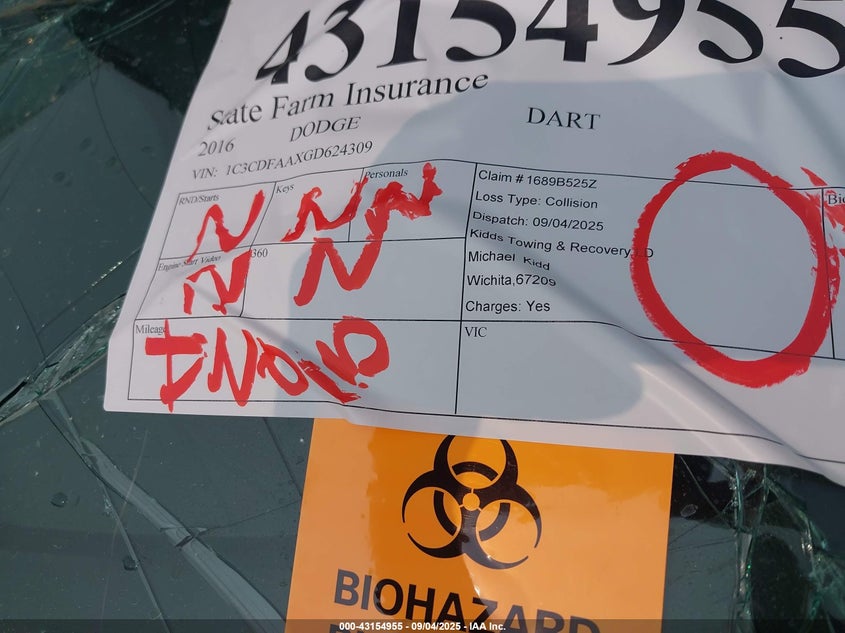 43154955
State Farm Insurance
2016 DODGE DART
VIN: 1C3CDFAAXGD624309
RND/Starts N
Keys N
Personals N
Engine Start Video N
360 N
Mileage
Claim # 1689B525Z
Loss Type: Collision
Dispatch: 09/04/2025
Kidds Towing & Recovery
Michael Kidd
Wichita,67209
Charges: Yes
VIC
BIOHAZARD
000-43154955 - 09/04/2025 - IAA Inc.